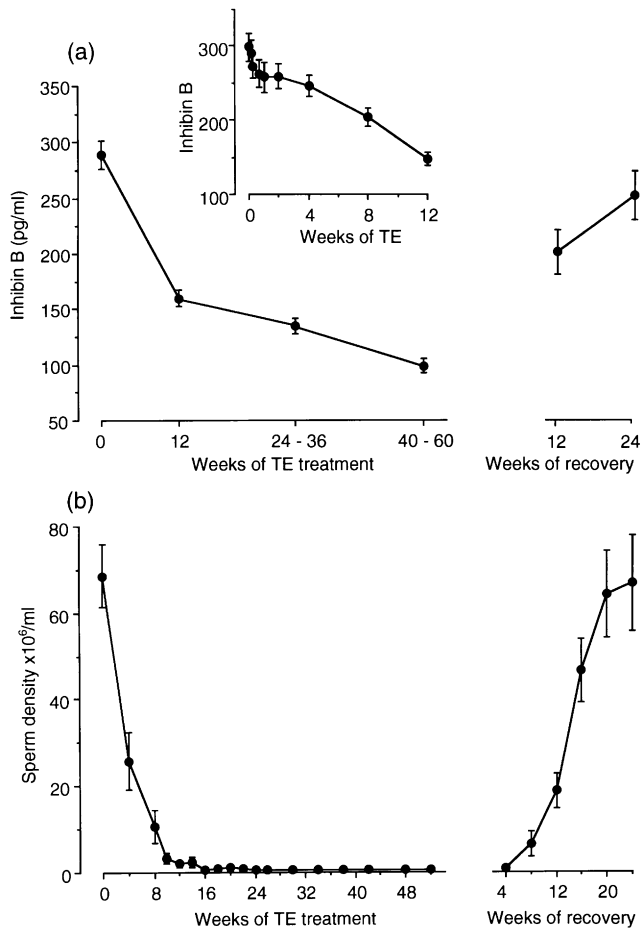 (a)
Inhibin B
300
200
100
0 4 8 12
Weeks of TE
Inhibin B (pg/ml)
350
300
250
200
150
100
50
0 12 24 - 36 40 - 60
Weeks of TE treatment
12 24
Weeks of recovery
(b)
Sperm density x10⁶/ml
80
60
40
20
0
0 8 16 24 32 40 48
Weeks of TE treatment
4 12 20
Weeks of recovery